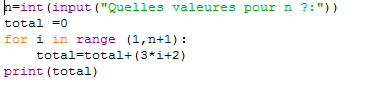 n=int(input("Quelles valeures pour n ?:"))
total =0
for i in range (1,n+1):
    total=total+(3*i+2)
print(total)